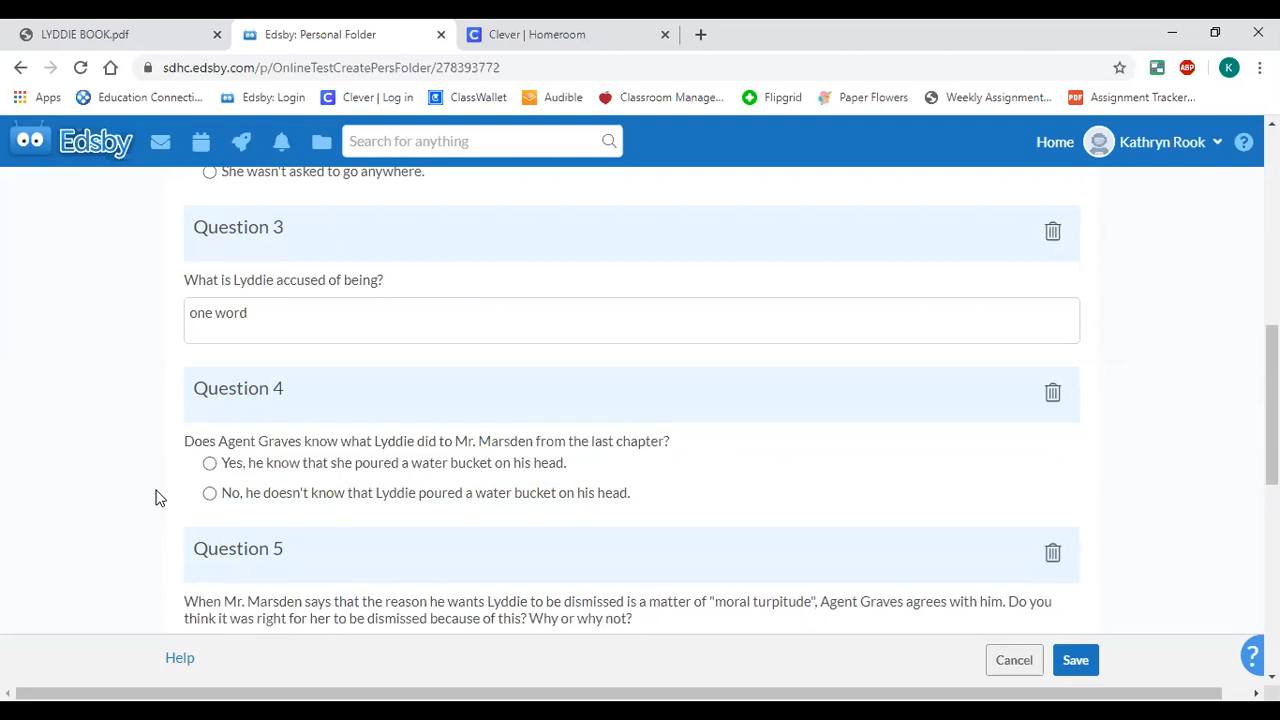 LYDDIE BOOK.pdf
Edsby: Personal Folder
Clever | Homeroom
sdhc.edsby.com/p/OnlineTestCreatePersFolder/278393772
ABP
K
Apps
Education Connecti...
Edsby: Login
Clever | Log in
ClassWallet
Audible
Classroom Manage...
Flipgrid
Paper Flowers
Weekly Assignment...
PDF
Assignment Tracker...
Edsby
Search for anything
Home
Kathryn Rook
?
She wasn't asked to go anywhere.
Question 3
What is Lyddie accused of being?
one word
Question 4
Does Agent Graves know what Lyddie did to Mr. Marsden from the last chapter?
Yes, he know that she poured a water bucket on his head.
No, he doesn't know that Lyddie poured a water bucket on his head.
Question 5
When Mr. Marsden says that the reason he wants Lyddie to be dismissed is a matter of "moral turpitude", Agent Graves agrees with him. Do you
think it was right for her to be dismissed because of this? Why or why not?
Help
Cancel
Save
?